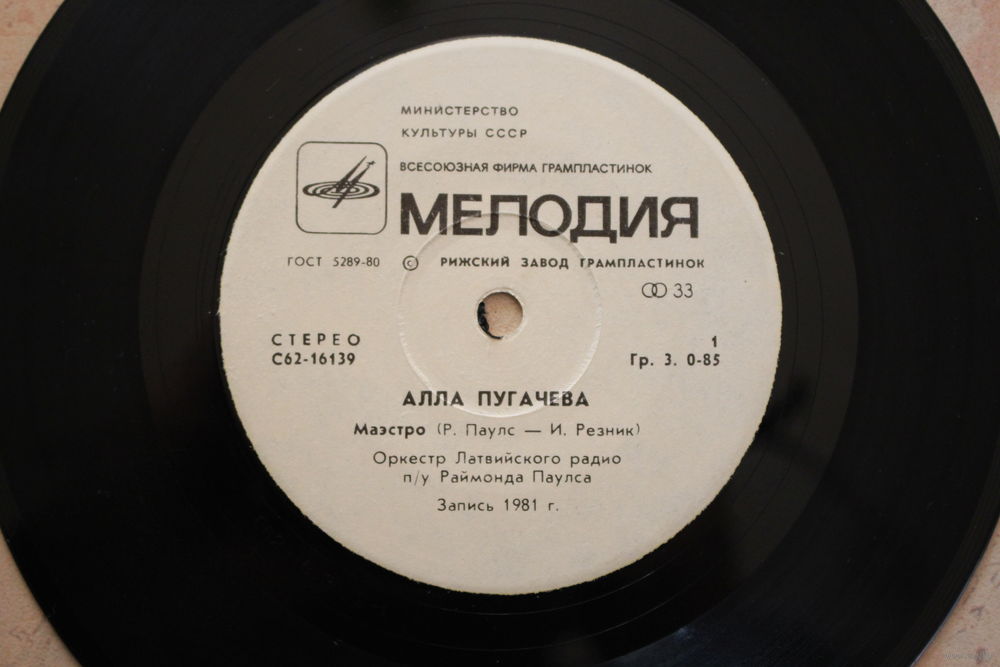 МИНИСТЕРСТВО
КУЛЬТУРЫ СССР
ВСЕСОЮЗНАЯ ФИРМА ГРАМПЛАСТИНОК
МЕЛОДИЯ
ГОСТ 5289-80 © РИЖСКИЙ ЗАВОД ГРАМПЛАСТИНОК
33
СТЕРЕО 1
С62-16139 Гр. 3. 0-85
АЛЛА ПУГАЧЕВА
Маэстро (Р. Паулс — И. Резник)
Оркестр Латвийского радио
п/у Раймонда Паулса
Запись 1981 г.